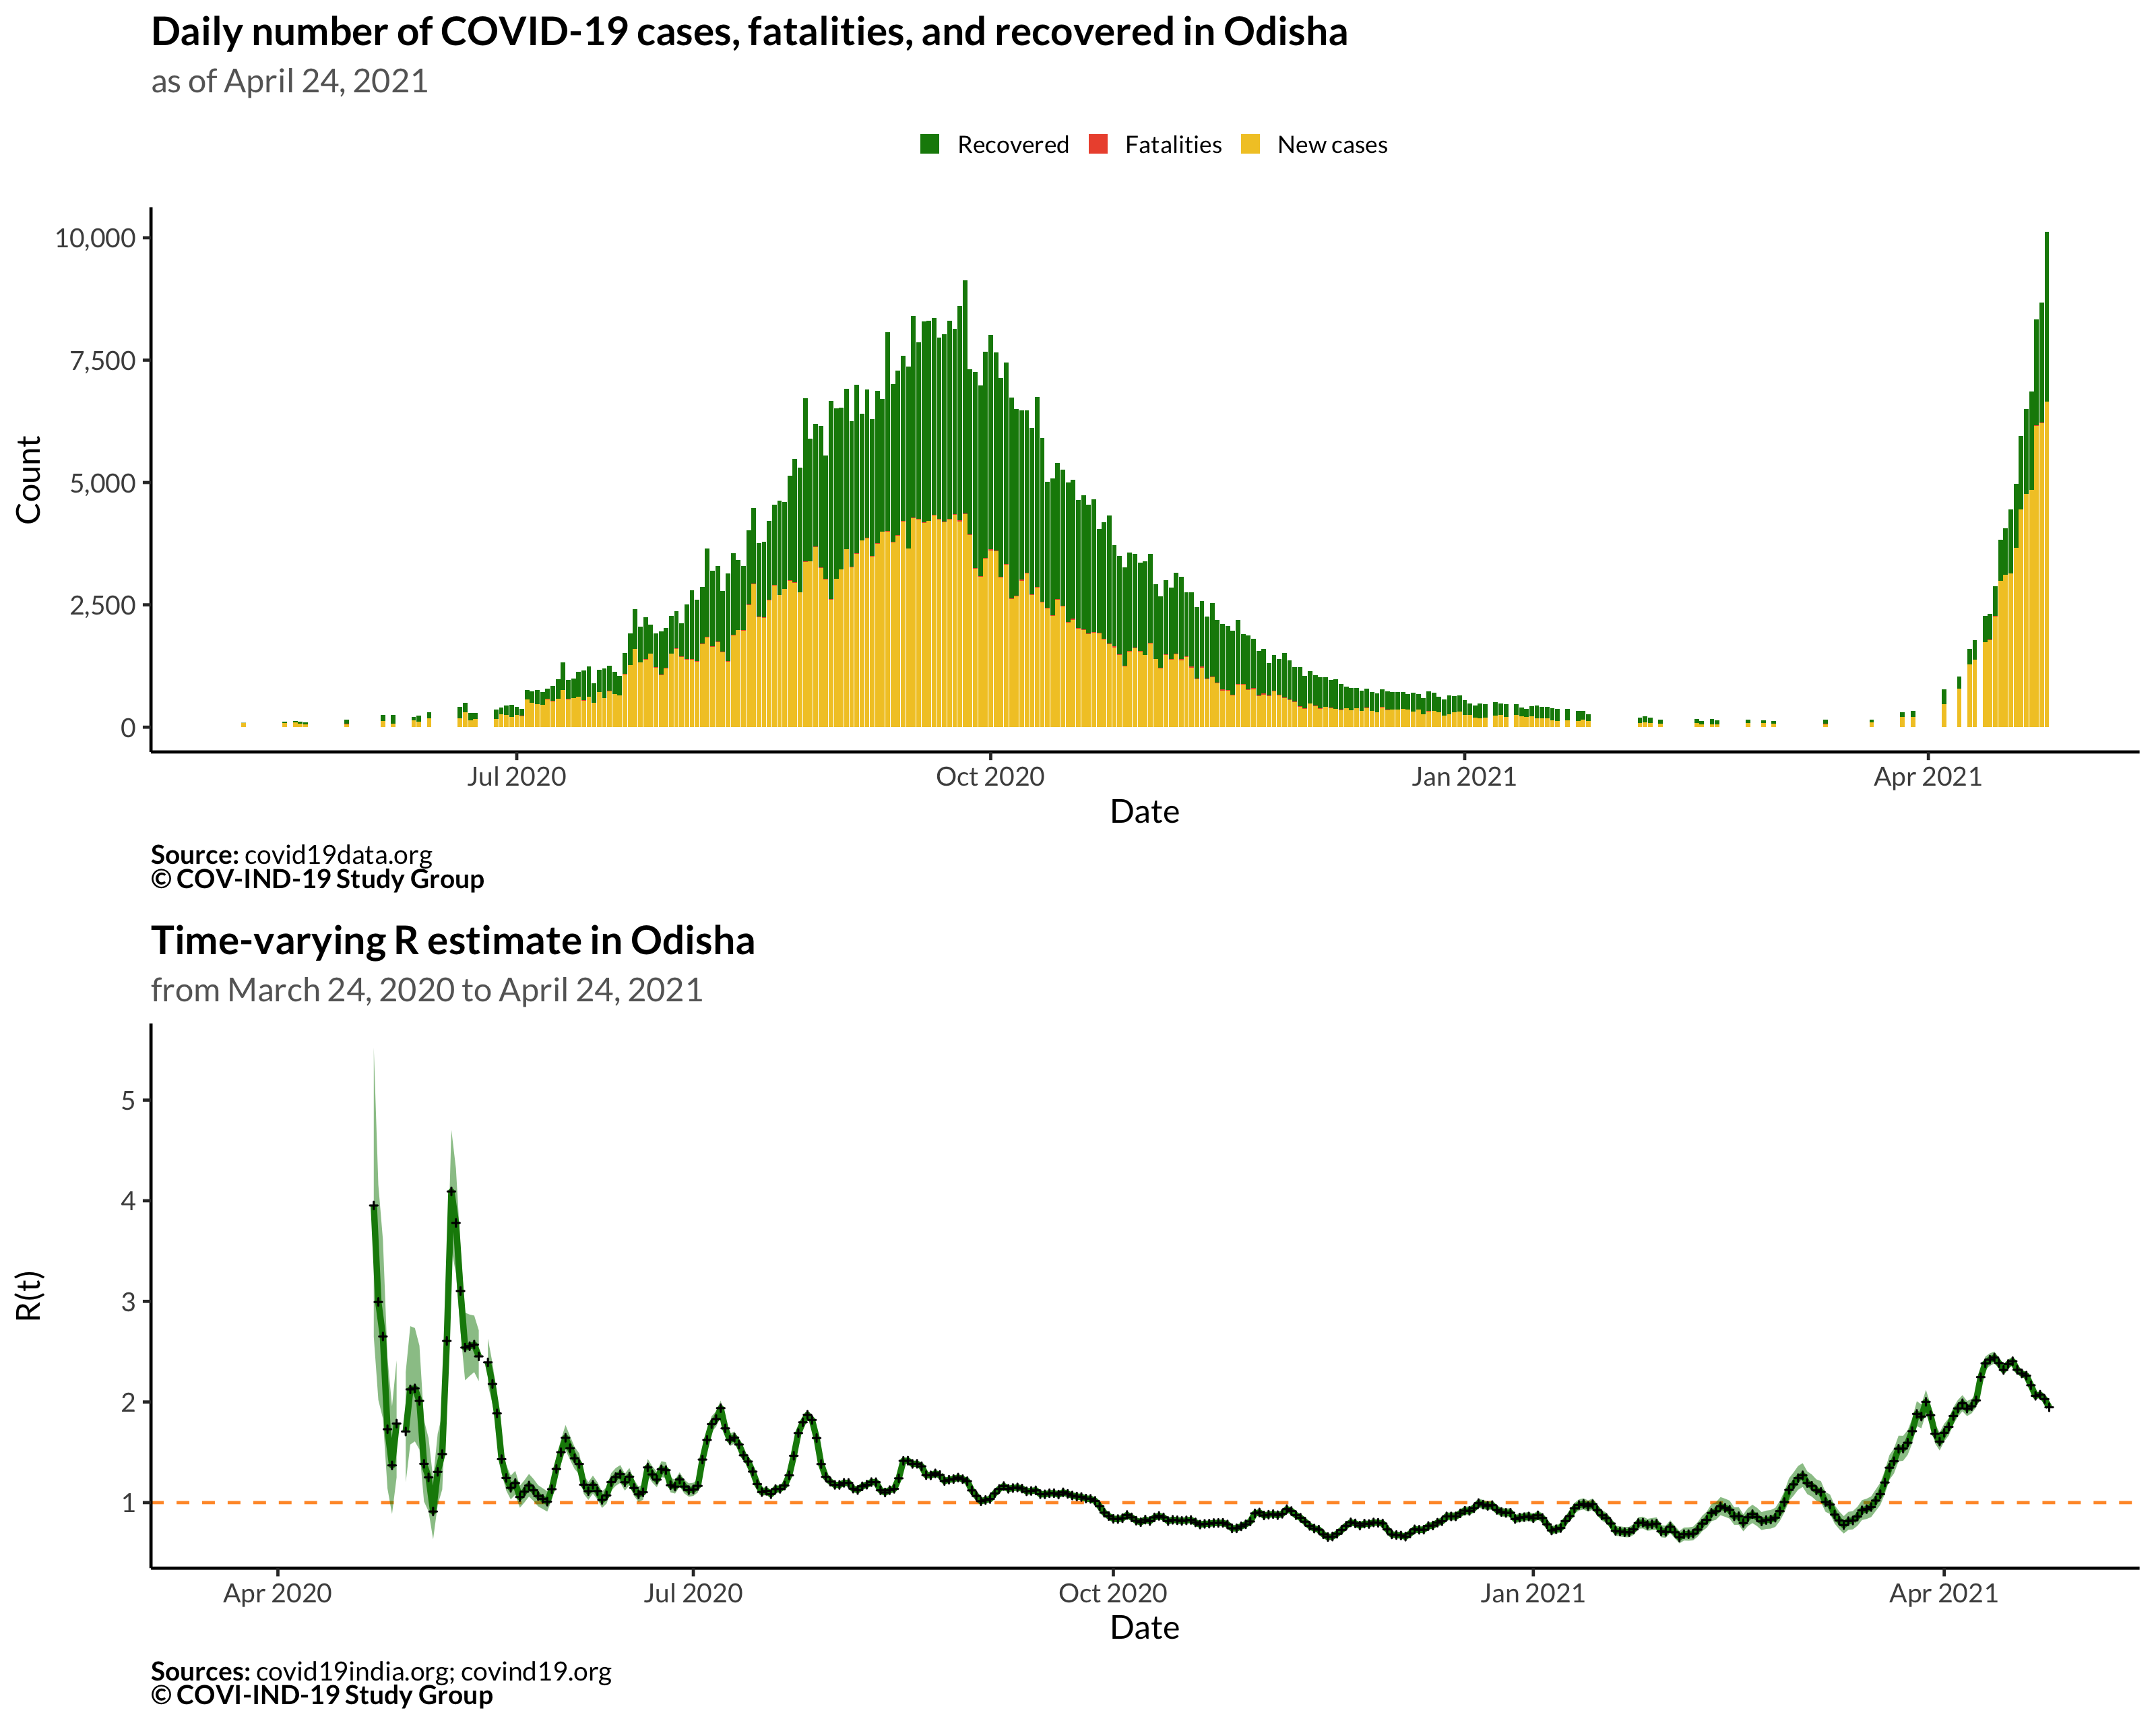 Daily number of COVID-19 cases, fatalities, and recovered in Odisha
as of April 24, 2021
Recovered Fatalities New cases
10,000
7,500
5,000
2,500
0
Count
Jul 2020 Oct 2020 Jan 2021 Apr 2021
Date
Source: covid19data.org
© COV-IND-19 Study Group
Time-varying R estimate in Odisha
from March 24, 2020 to April 24, 2021
5
4
3
2
1
R(t)
Apr 2020 Jul 2020 Oct 2020 Jan 2021 Apr 2021
Date
Sources: covid19india.org; covind19.org
© COVI-IND-19 Study Group